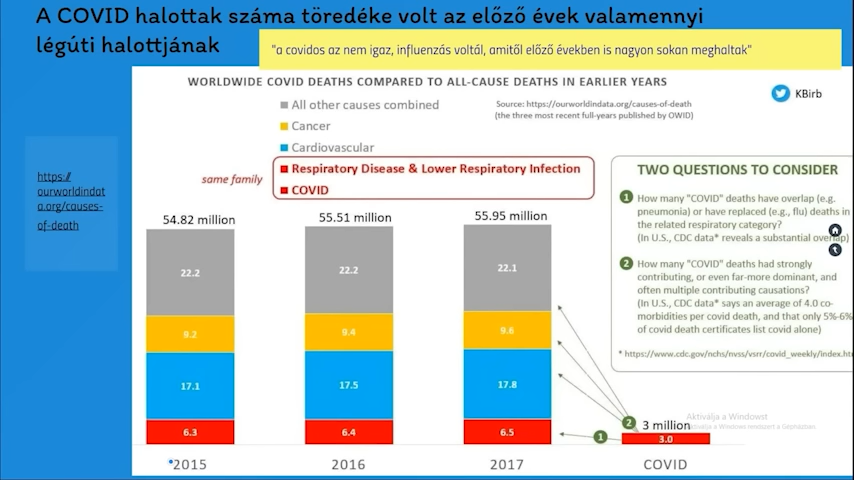 A COVID halottak száma töredéke volt az előző évek valamennyi
légúti halottjának
"a covidos az nem igaz, influenzás voltál, amitől előző években is nagyon sokan meghaltak"
WORLDWIDE COVID DEATHS COMPARED TO ALL-CAUSE DEATHS IN EARLIER YEARS
KBirb
All other causes combined
Cancer
Cardiovascular
Source: https://ourworldindata.org/causes-of-death
(the three most recent full-years published by OWID)
same family
Respiratory Disease & Lower Respiratory Infection
COVID
https://
ourworldindat
a.org/causes-
of-death
54.82 million
55.51 million
55.95 million
22.2
22.2
22.1
9.2
9.4
9.6
17.1
17.5
17.8
6.3
6.4
6.5
1
2
3 million
3.0
2015
2016
2017
COVID
TWO QUESTIONS TO CONSIDER
1 How many "COVID" deaths have overlap (e.g.
pneumonia) or have replaced (e.g., flu) deaths in
the related respiratory category?
(In U.S., CDC data* reveals a substantial overlap)
2 How many "COVID" deaths had strongly
contributing, or even far-more dominant, and
often multiple contributing causations?
(In U.S., CDC data* says an average of 4.0 co-
morbidities per covid death, and that only 5%-6%
of covid death certificates list covid alone)
* https://www.cdc.gov/nchs/nvss/vsrr/covid_weekly/index.htm
Aktiválja a Windowst
Aktiválja a Windows rendszert a Gépházban.